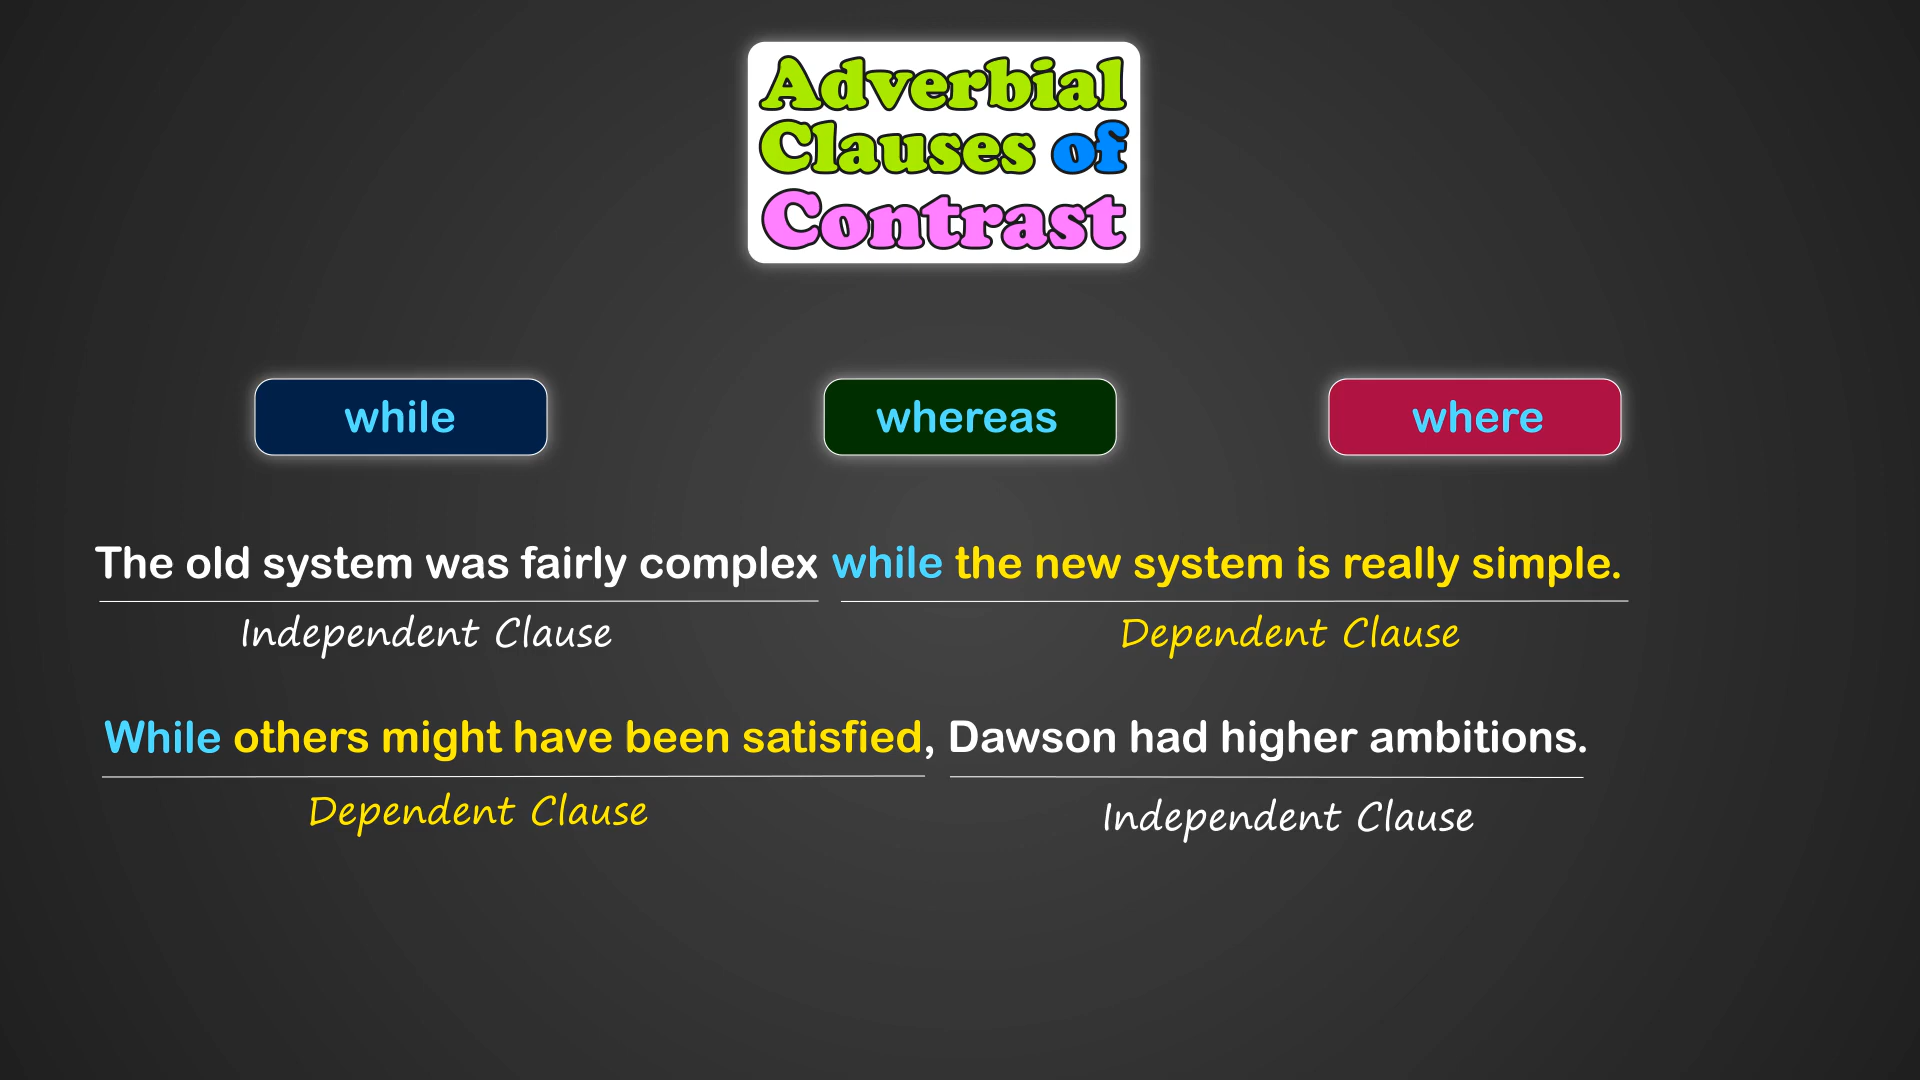 Adverbial
Clauses of
Contrast
while
whereas
where
The old system was fairly complex while the new system is really simple.
Independent Clause
Dependent Clause
While others might have been satisfied, Dawson had higher ambitions.
Dependent Clause
Independent Clause